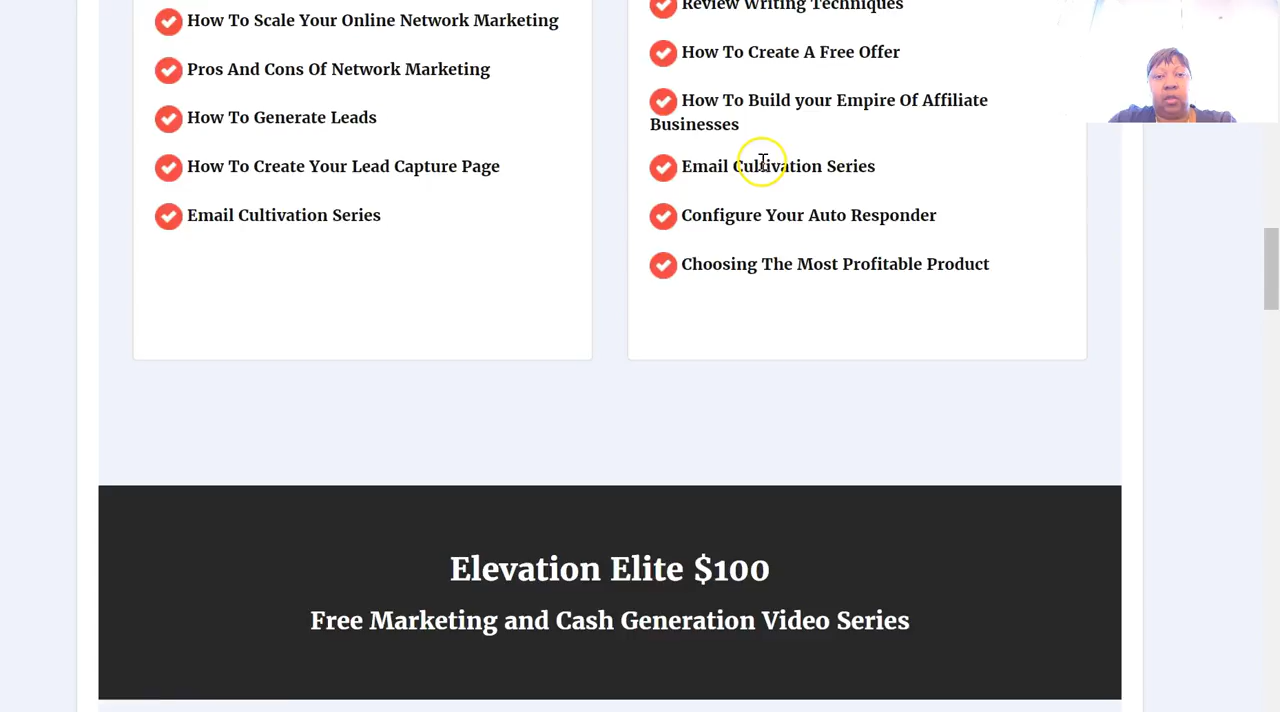 How To Scale Your Online Network Marketing
Pros And Cons Of Network Marketing
How To Generate Leads
How To Create Your Lead Capture Page
Email Cultivation Series
Review Writing Techniques
How To Create A Free Offer
How To Build your Empire Of Affiliate
Businesses
Email Cultivation Series
Configure Your Auto Responder
Choosing The Most Profitable Product
Elevation Elite $100
Free Marketing and Cash Generation Video Series